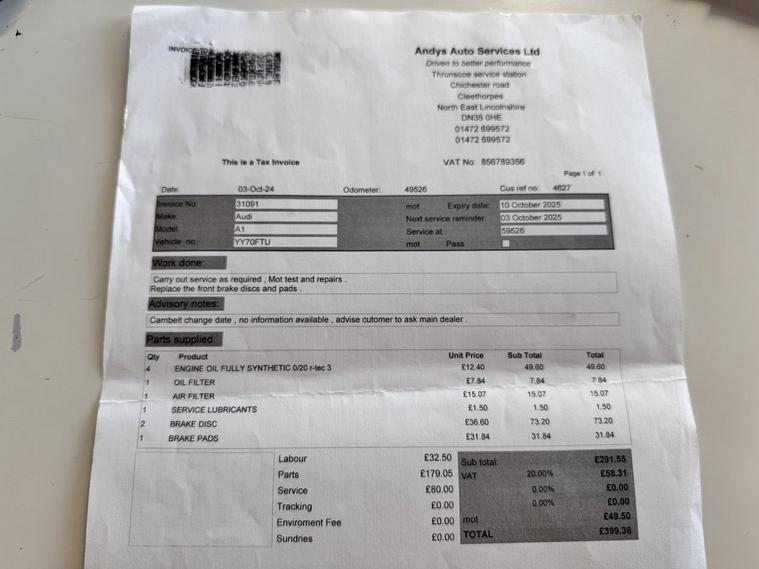 INVOICE TO
Andys Auto Services Ltd
Driven to better performance
Thrunscoe service station
Chichester road
Cleethorpes
North East Lincolnshire
DN35 0HE
01472 699572
01472 699572
This is a Tax Invoice
VAT No: 856789356
Page 1 of 1
Date: 03-Oct-24 Odometer: 49526 Cus ref no: 4627
Invoice No: 31091 mot Expiry date: 10 October 2025
Make: Audi Next service reminder: 03 October 2025
Model: A1 Service at: 59526
Vehicle no: YY70FTU mot Pass
Work done:
Carry out service as required , Mot test and repairs .
Replace the front brake discs and pads .
Advisory notes:
Cambelt change date , no information available , advise cutomer to ask main dealer .
Parts supplied:
Qty Product Unit Price Sub Total Total
4 ENGINE OIL FULLY SYNTHETIC 0/20 r-tec 3 £12.40 49.60 49.60
1 OIL FILTER £7.84 7.84 7.84
1 AIR FILTER £15.07 15.07 15.07
1 SERVICE LUBRICANTS £1.50 1.50 1.50
2 BRAKE DISC £36.60 73.20 73.20
1 BRAKE PADS £31.84 31.84 31.84
Labour £32.50 Sub total: £291.55
Parts £179.05 VAT 20.00% £58.31
Service £80.00 0.00% £0.00
Tracking £0.00 0.00% £0.00
Enviroment Fee £0.00 mot £49.50
Sundries £0.00 TOTAL £399.36